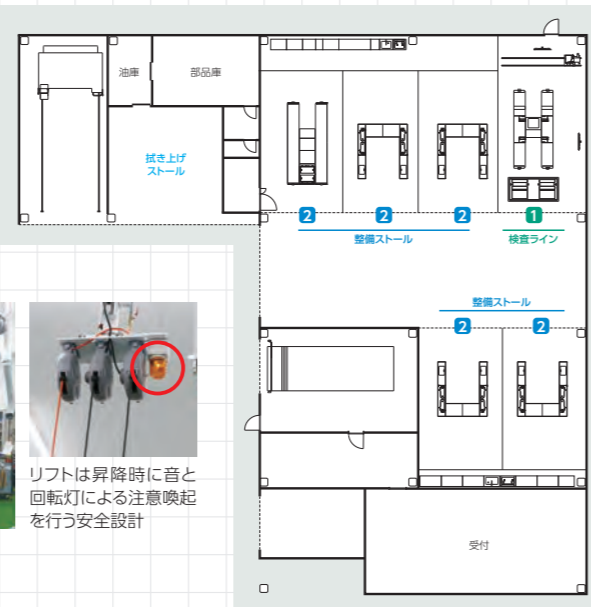 油庫
部品庫
拭き上げ
ストール
2
2
2
1
整備ストール
検査ライン
整備ストール
2
2
リフトは昇降時に音と
回転灯による注意喚起
を行う安全設計
受付